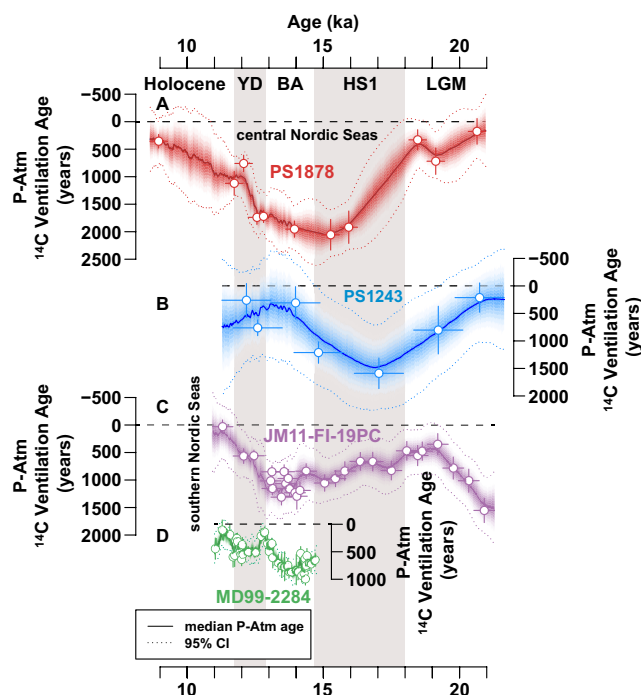 Age (ka)
10 15 20
Holocene YD BA HS1 LGM
A
−500
0
500
1000
1500
2000
2500
P-Atm
¹⁴C Ventilation Age
(years)
central Nordic Seas
PS1878
B
PS1243
−500
0
500
1000
1500
2000
P-Atm
¹⁴C Ventilation Age
(years)
C
−500
0
500
1000
1500
2000
P-Atm
¹⁴C Ventilation Age
(years)
southern Nordic Seas
JM11-FI-19PC
D
0
500
1000
P-Atm
¹⁴C Ventilation Age
(years)
MD99-2284
median P-Atm age
95% CI
10 15 20